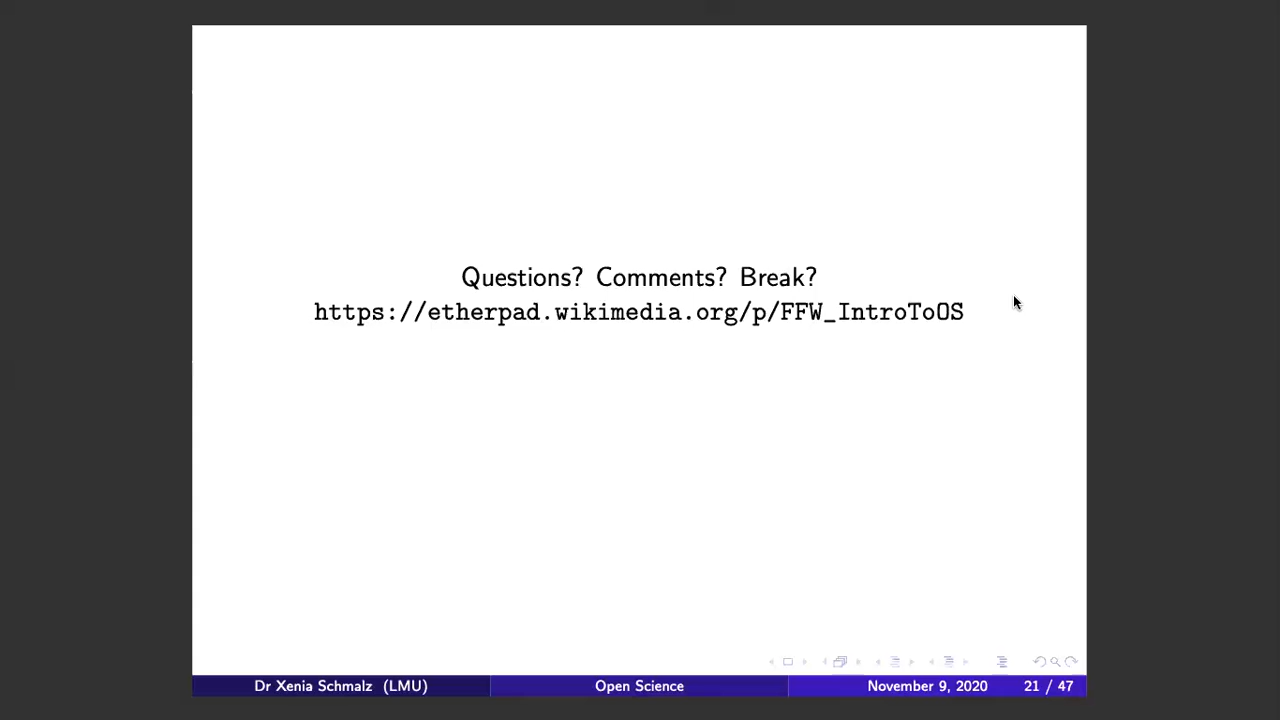 Questions? Comments? Break?
https://etherpad.wikimedia.org/p/FFW_IntroToOS
Dr Xenia Schmalz (LMU) Open Science November 9, 2020 21 / 47